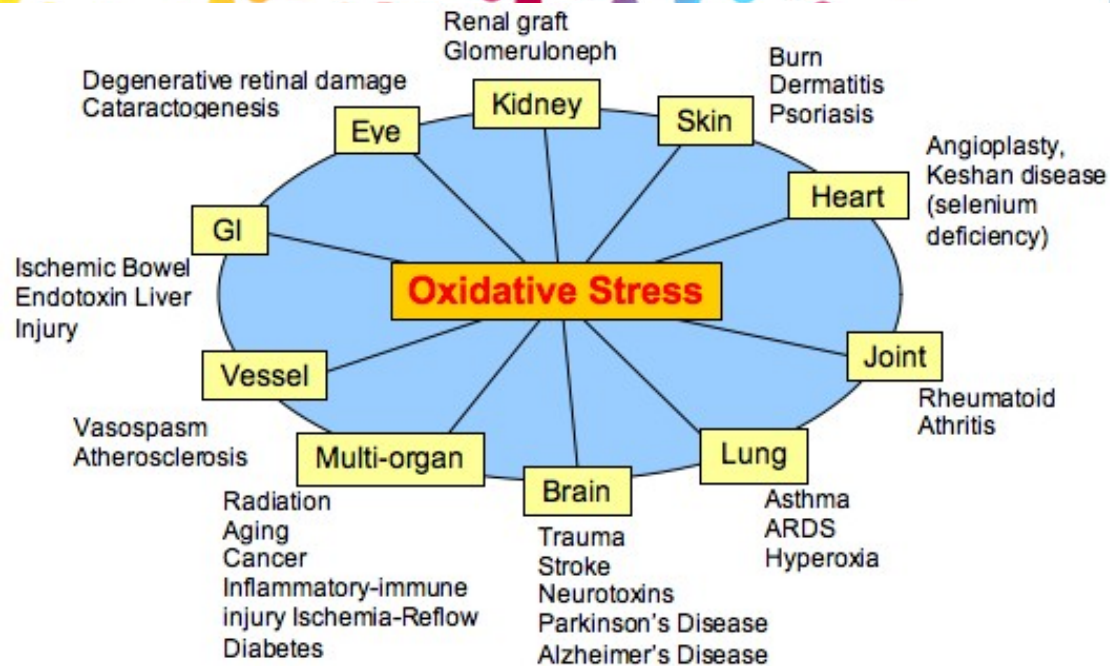 Renal graft
Glomeruloneph
Kidney
Burn
Dermatitis
Psoriasis
Skin
Degenerative retinal damage
Cataractogenesis
Eye
Angioplasty,
Keshan disease
(selenium
deficiency)
Heart
GI
Ischemic Bowel
Endotoxin Liver
Injury
Oxidative Stress
Joint
Rheumatoid
Athritis
Vessel
Vasospasm
Atherosclerosis
Multi-organ
Radiation
Aging
Cancer
Inflammatory-immune
injury Ischemia-Reflow
Diabetes
Brain
Trauma
Stroke
Neurotoxins
Parkinson's Disease
Alzheimer's Disease
Lung
Asthma
ARDS
Hyperoxia